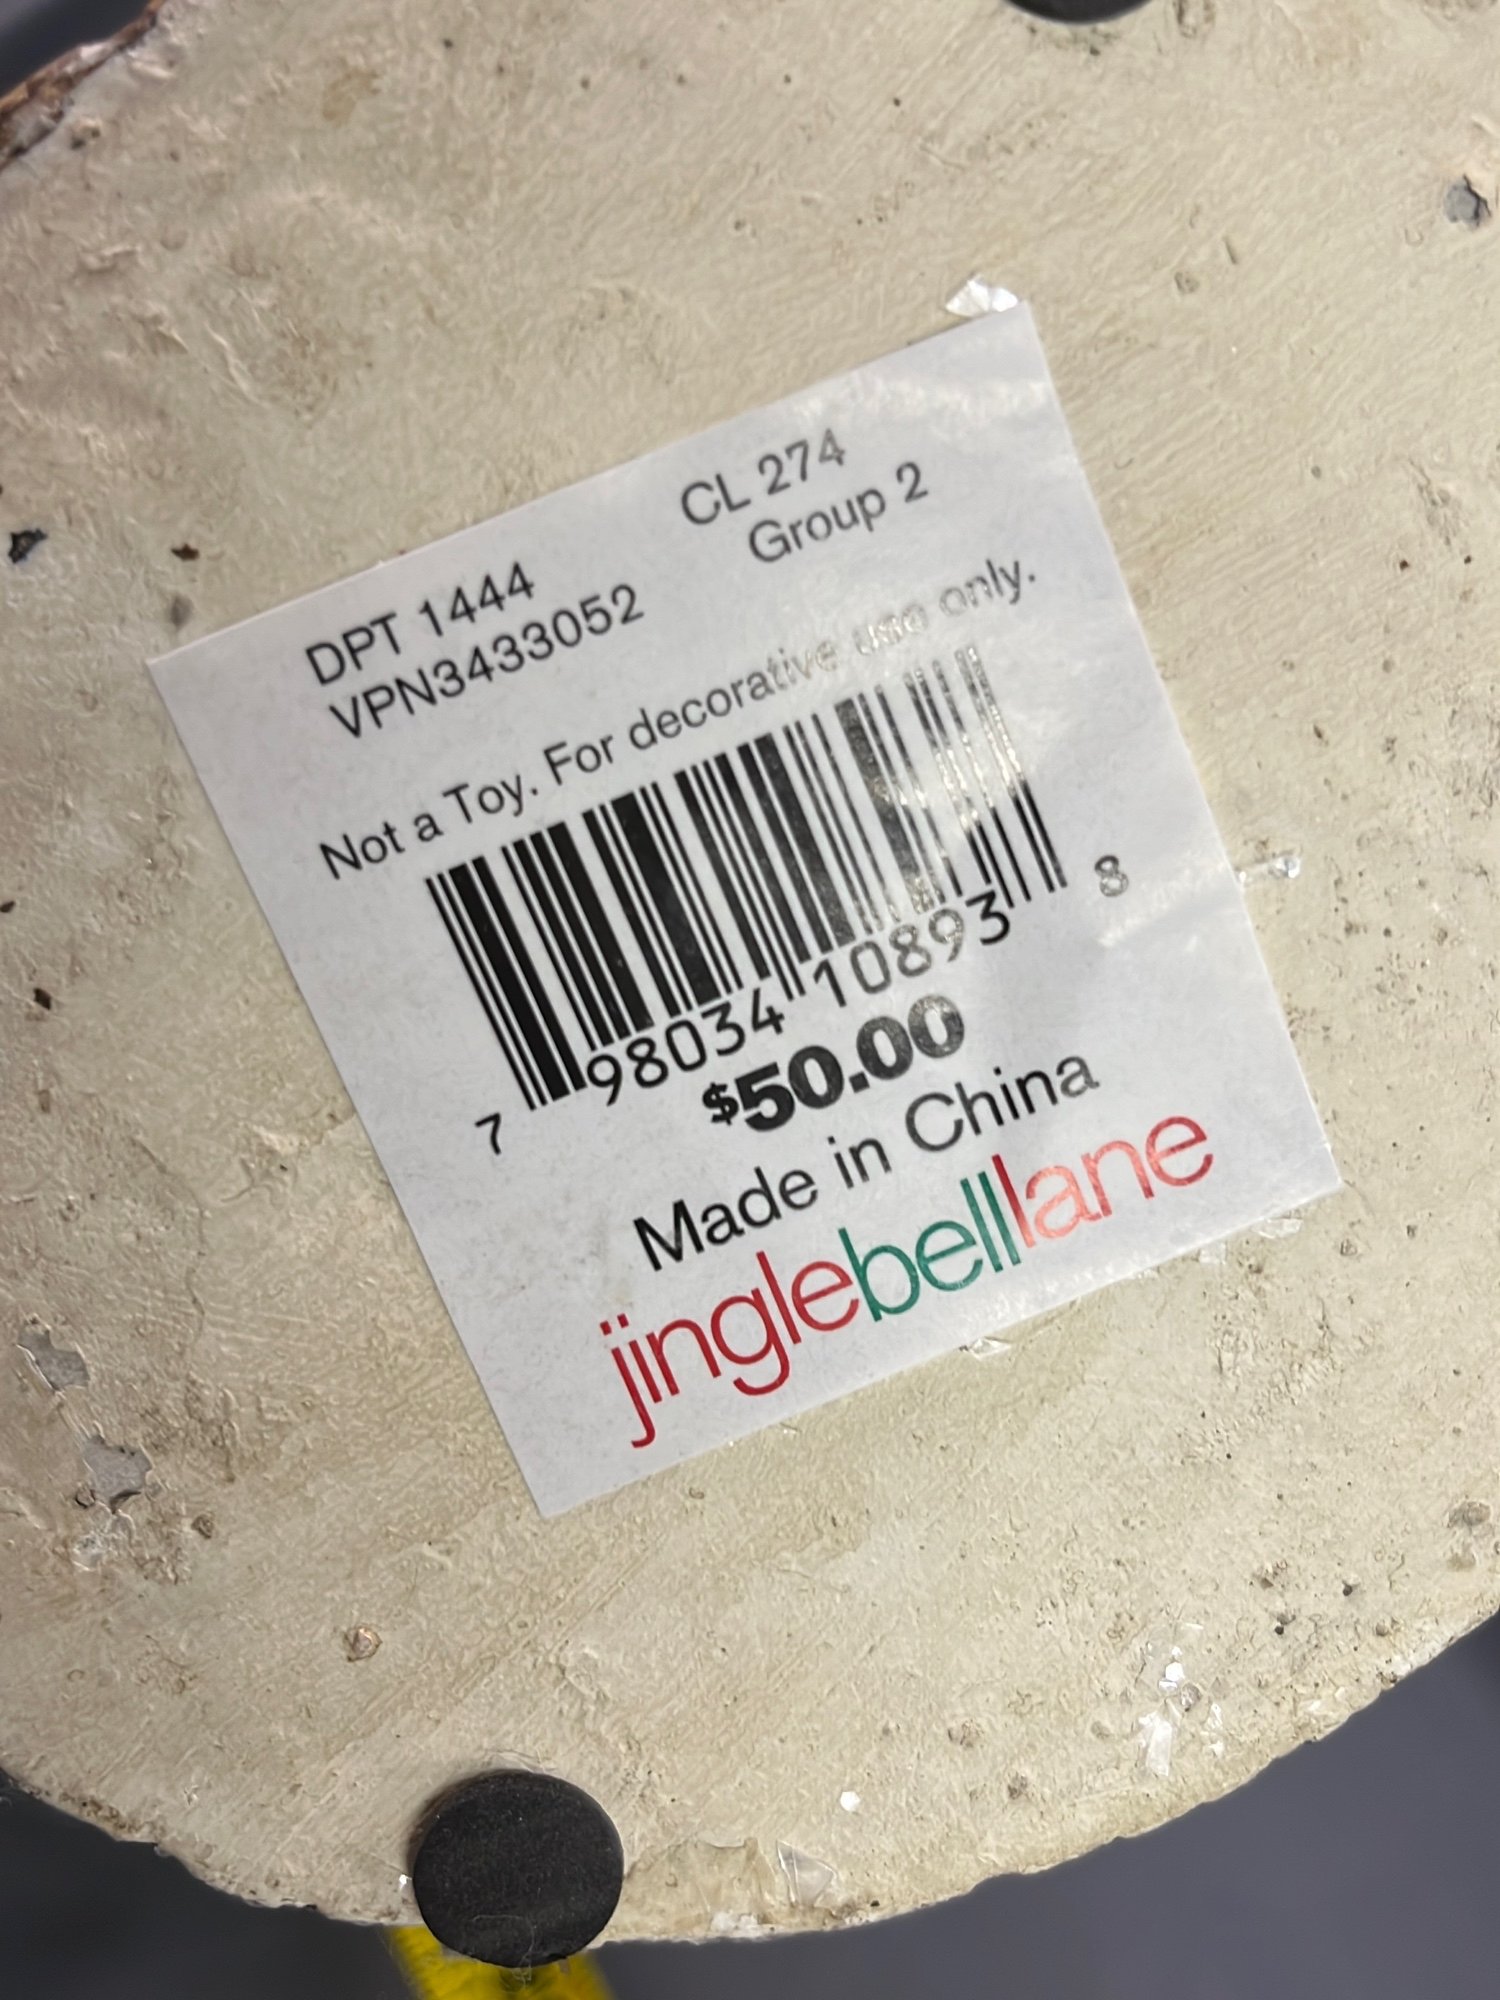 DPT 1444 CL 274
VPN3433052 Group 2
Not a Toy. For decorative use only.
7 98034 10893 8
$50.00
Made in China
jinglebelllane